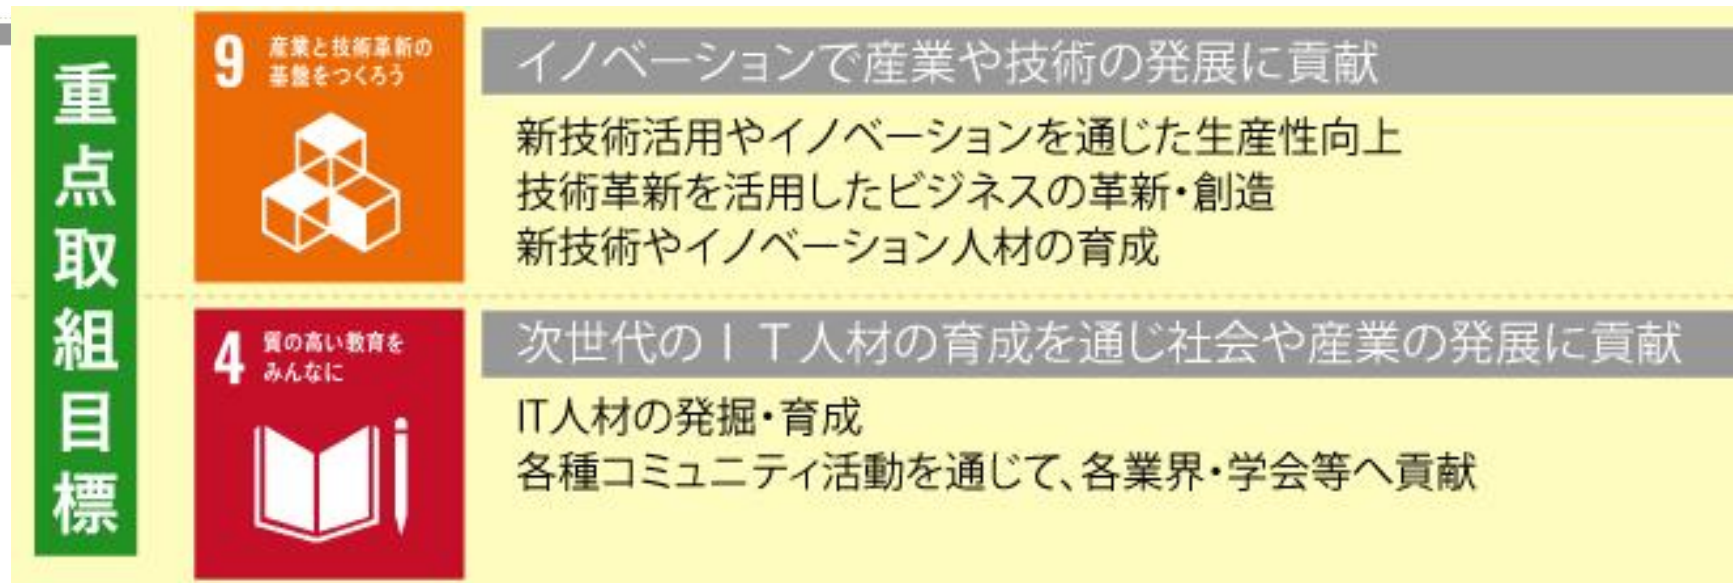 重点取組目標
9
産業と技術革新の
基盤をつくろう
イノベーションで産業や技術の発展に貢献
新技術活用やイノベーションを通じた生産性向上
技術革新を活用したビジネスの革新・創造
新技術やイノベーション人材の育成
4
質の高い教育を
みんなに
次世代のＩＴ人材の育成を通じ社会や産業の発展に貢献
IT人材の発掘・育成
各種コミュニティ活動を通じて、各業界・学会等へ貢献